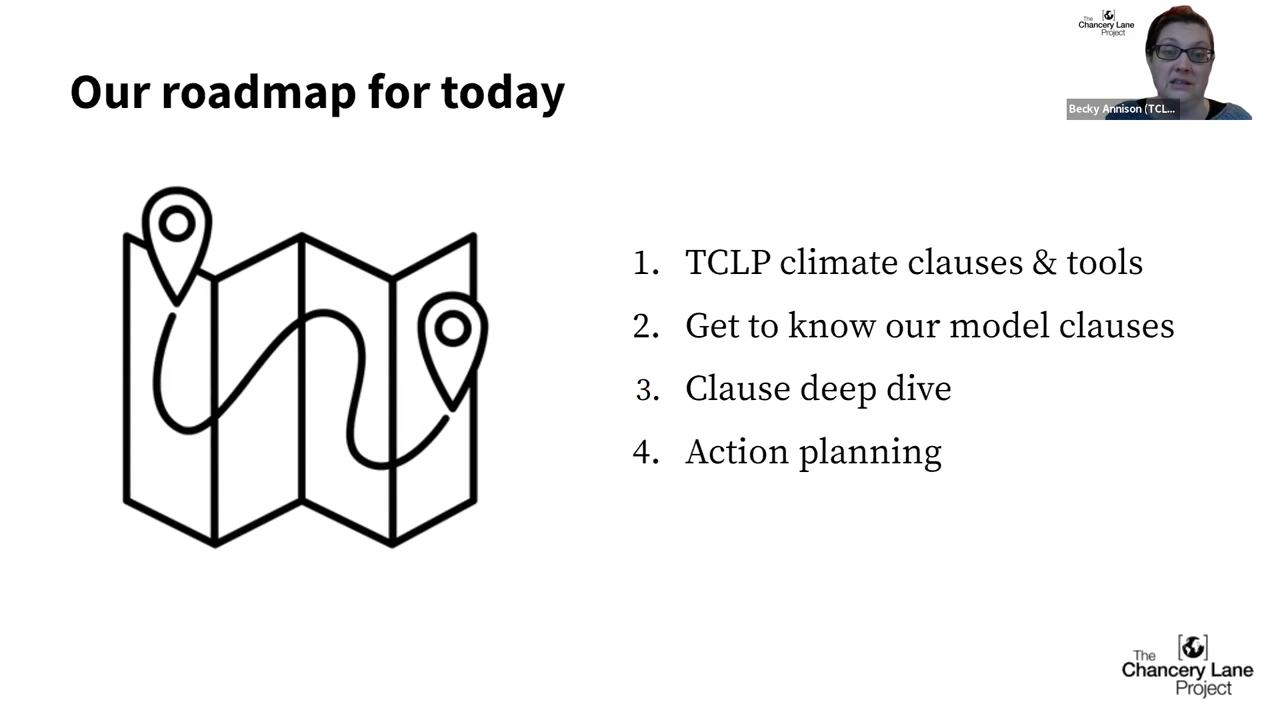 Our roadmap for today
The
Chancery Lane
Project
Becky Annison (TCL...
1. TCLP climate clauses & tools
2. Get to know our model clauses
3. Clause deep dive
4. Action planning
The
Chancery Lane
Project